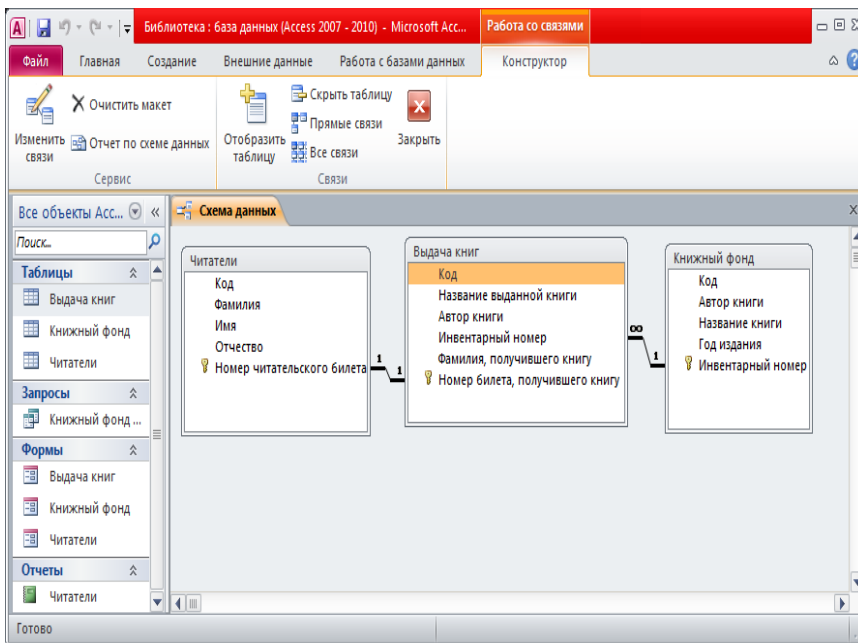 Библиотека : база данных (Access 2007 - 2010) - Microsoft Acc...
Работа со связями
Файл
Главная
Создание
Внешние данные
Работа с базами данных
Конструктор
Изменить связи
Очистить макет
Отчет по схеме данных
Сервис
Отобразить таблицу
Скрыть таблицу
Прямые связи
Все связи
Закрыть
Связи
Все объекты Acc...
Поиск...
Таблицы
Выдача книг
Книжный фонд
Читатели
Запросы
Книжный фонд ...
Формы
Выдача книг
Книжный фонд
Читатели
Отчеты
Читатели
Схема данных
Читатели
Код
Фамилия
Имя
Отчество
Номер читательского билета
1
1
Выдача книг
Код
Название выданной книги
Автор книги
Инвентарный номер
Фамилия, получившего книгу
Номер билета, получившего книгу
∞
1
Книжный фонд
Код
Автор книги
Название книги
Год издания
Инвентарный номер
Готово